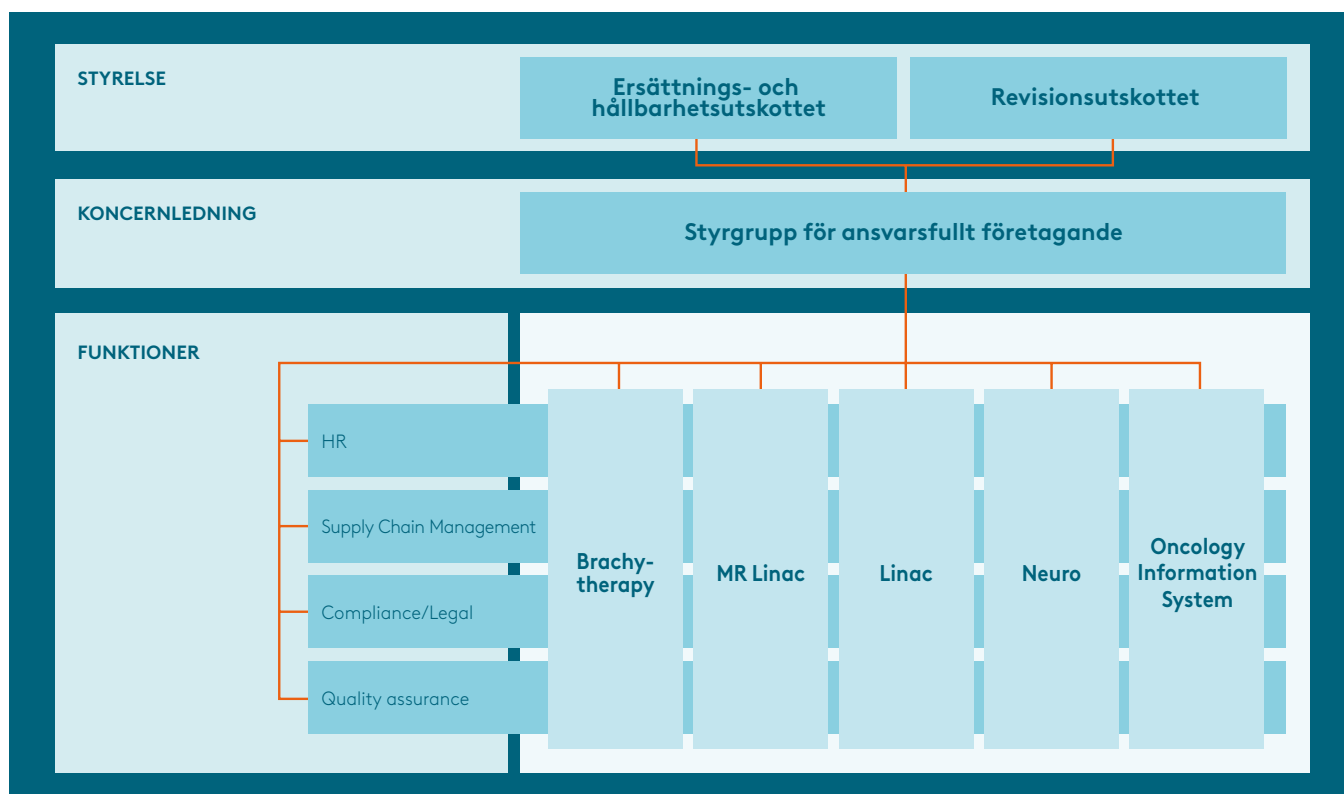 STYRELSE
Ersättnings- och
hållbarhetsutskottet
Revisionsutskottet
KONCERNLEDNING
Styrgrupp för ansvarsfullt företagande
FUNKTIONER
HR
Supply Chain Management
Compliance/Legal
Quality assurance
Brachy-
therapy
MR Linac
Linac
Neuro
Oncology
Information
System